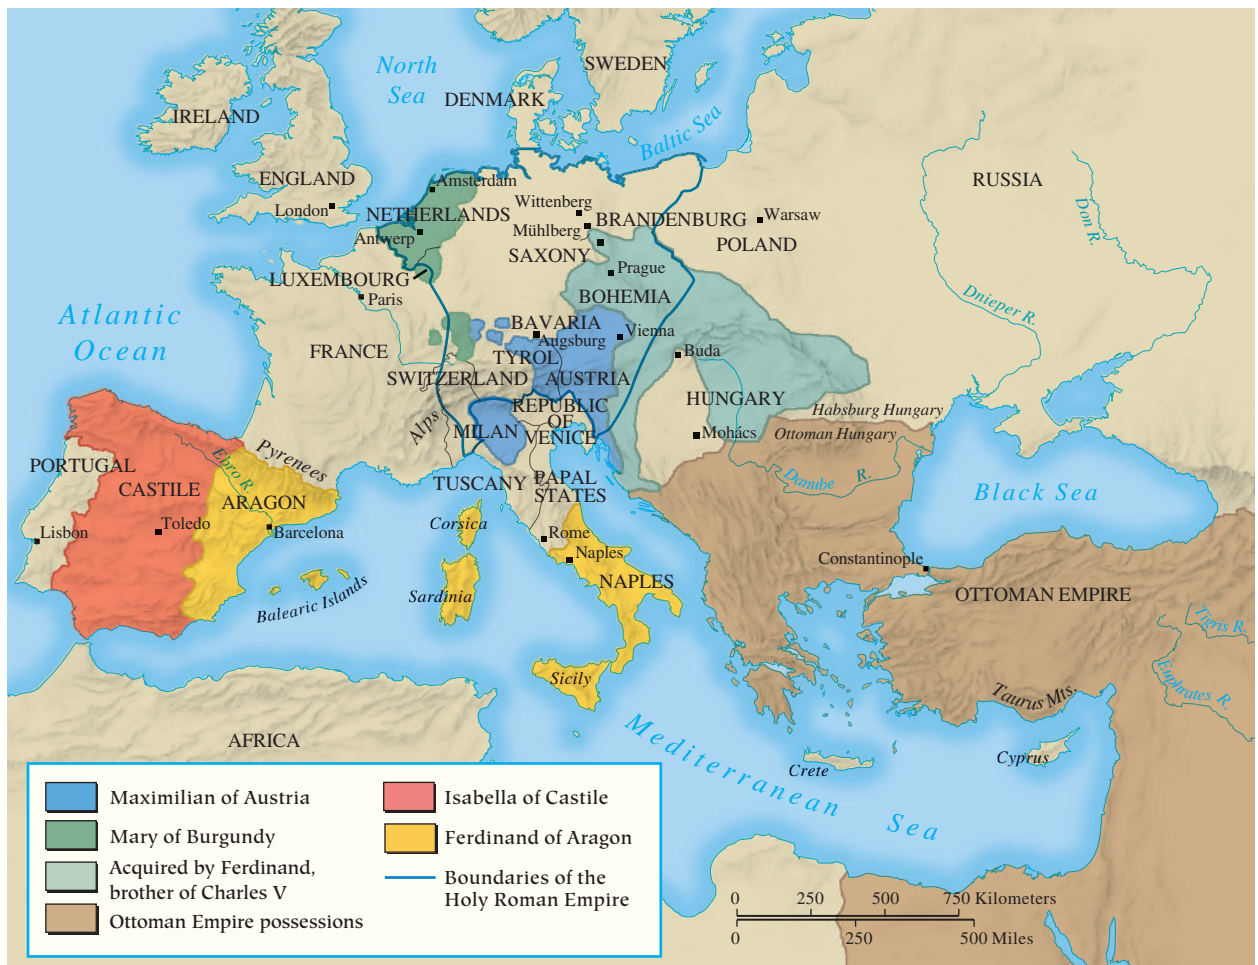 North
Sea
SWEDEN
DENMARK
IRELAND
Baltic Sea
ENGLAND
London
Amsterdam
NETHERLANDS
Antwerp
Wittenberg
BRANDENBURG
Mühlberg
SAXONY
Warsaw
POLAND
RUSSIA
Don R.
Dnieper R.
LUXEMBOURG
Paris
Prague
BOHEMIA
Atlantic
Ocean
FRANCE
BAVARIA
Augsburg
Vienna
TYROL
SWITZERLAND
AUSTRIA
Buda
HUNGARY
Habsburg Hungary
Ottoman Hungary
Mohács
Alps
MILAN
REPUBLIC
OF
VENICE
Danube R.
Black Sea
Pyrenees
Ebro R.
PORTUGAL
CASTILE
ARAGON
Toledo
Lisbon
Barcelona
TUSCANY
PAPAL
STATES
Corsica
Rome
Naples
NAPLES
Sardinia
Balearic Islands
Constantinople
OTTOMAN EMPIRE
Tigris R.
Euphrates R.
Taurus Mts.
Sicily
AFRICA
Mediterranean Sea
Crete
Cyprus
Maximilian of Austria
Mary of Burgundy
Acquired by Ferdinand,
brother of Charles V
Ottoman Empire possessions
Isabella of Castile
Ferdinand of Aragon
Boundaries of the
Holy Roman Empire
0 250 500 750 Kilometers
0 250 500 Miles